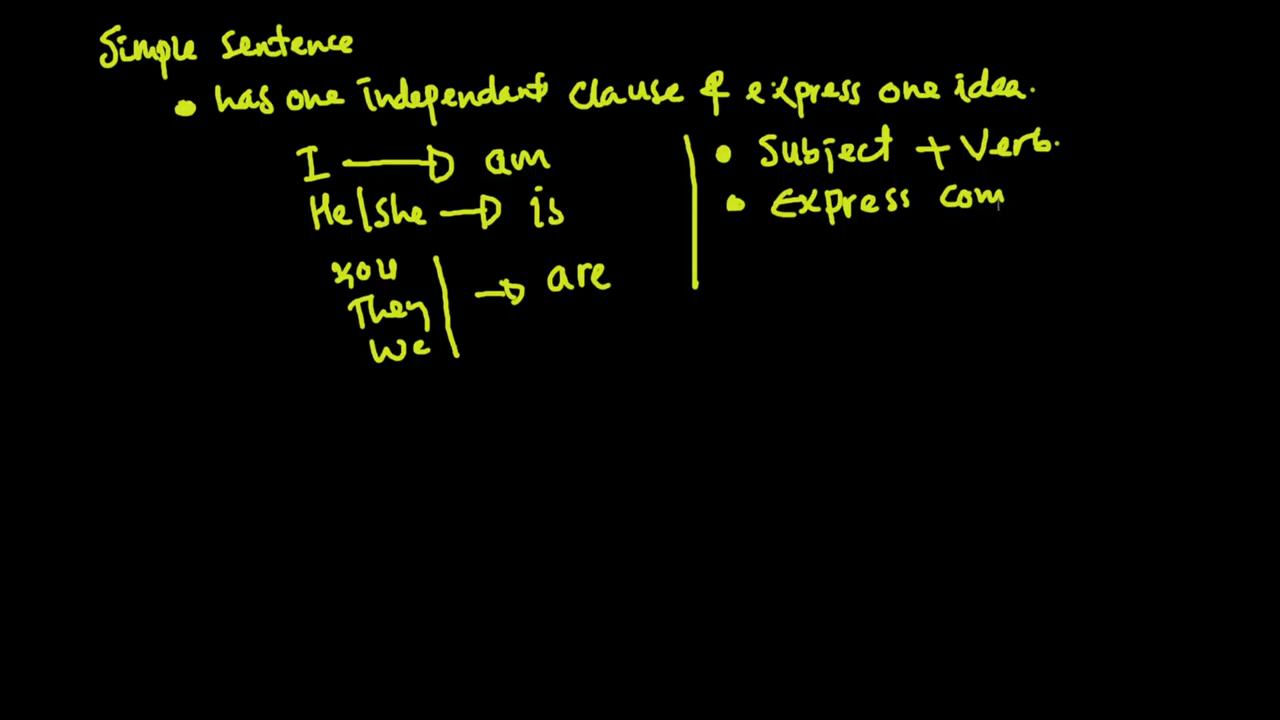 Simple sentence
• has one independant clause & express one idea.
I → am
He/She → is
you
They
We
→ are
• Subject + Verb.
• Express com